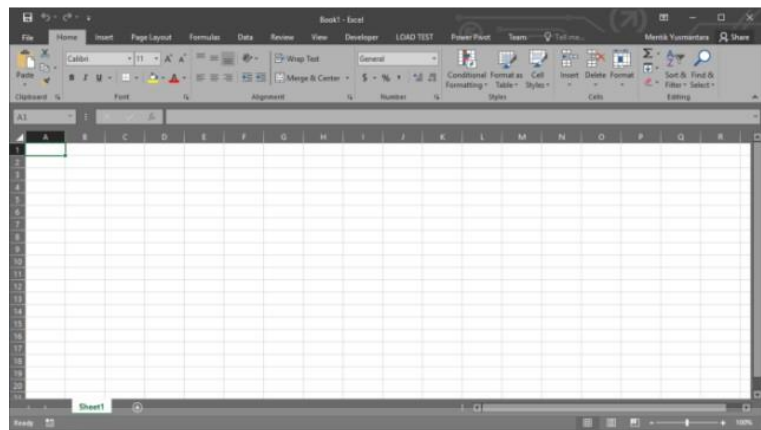 Book1 - Excel
File Home Insert Page Layout Formulas Data Review View Developer LOAD TEST Power Pivot Team Tell me... Share
Paste Calibri 11 Wrap Text General Conditional Formatting Format as Table Cell Styles Insert Delete Format Sort & Filter Find & Select
B I U Merge & Center $ % ,
Clipboard Font Alignment Number Styles Cells Editing
A1
A B C D E F G H I J K L M N O P Q R
1
2
3
4
5
6
7
8
9
10
11
12
13
14
15
16
17
18
19
20
Sheet1
Ready 100%